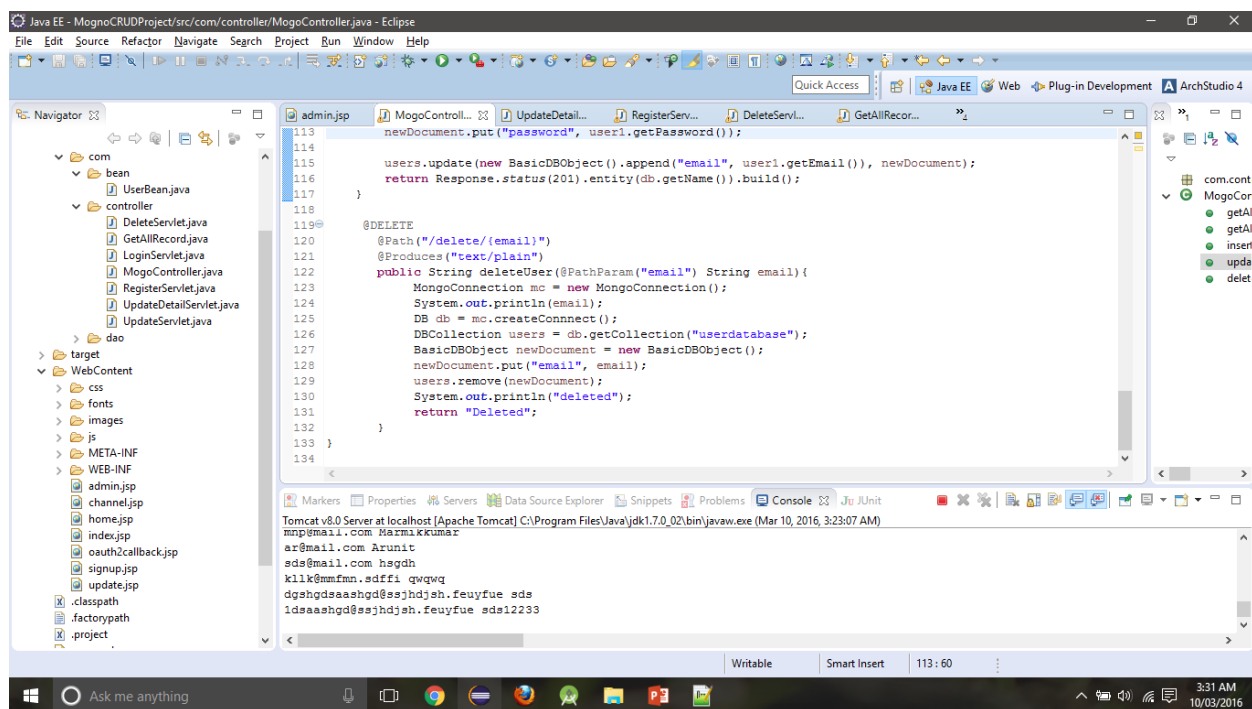 Java EE - MognoCRUDProject/src/com/controller/MogoController.java - Eclipse
File Edit Source Refactor Navigate Search Project Run Window Help
Quick Access Java EE Web Plug-in Development ArchStudio 4
Navigator
com
bean
UserBean.java
controller
DeleteServlet.java
GetAllRecord.java
LoginServlet.java
MogoController.java
RegisterServlet.java
UpdateDetailServlet.java
UpdateServlet.java
dao
target
WebContent
css
fonts
images
js
META-INF
WEB-INF
admin.jsp
channel.jsp
home.jsp
index.jsp
oauth2callback.jsp
signup.jsp
update.jsp
.classpath
.factorypath
.project
admin.jsp MogoControll... UpdateDetail... RegisterServ... DeleteServl... GetAllRecor... »1
113 newDocument.put("password", user1.getPassword());
114
115 users.update(new BasicDBObject().append("email", user1.getEmail()), newDocument);
116 return Response.status(201).entity(db.getName()).build();
117 }
118
119 @DELETE
120 @Path("/delete/{email}")
121 @Produces("text/plain")
122 public String deleteUser(@PathParam("email") String email){
123 MongoConnection mc = new MongoConnection();
124 System.out.println(email);
125 DB db = mc.createConnnect();
126 DBCollection users = db.getCollection("userdatabase");
127 BasicDBObject newDocument = new BasicDBObject();
128 newDocument.put("email", email);
129 users.remove(newDocument);
130 System.out.println("deleted");
131 return "Deleted";
132 }
133 }
134
»1
com.cont
MogoCor
getAl
getAl
insert
upda
delet
Markers Properties Servers Data Source Explorer Snippets Problems Console JUnit
Tomcat v8.0 Server at localhost [Apache Tomcat] C:\Program Files\Java\jdk1.7.0_02\bin\javaw.exe (Mar 10, 2016, 3:23:07 AM)
mnp@mail.com Marmikkumar
ar@mail.com Arunit
sds@mail.com hsgdh
kllk@mmfmn.sdffi qwqwq
dgshgdsaashgd@ssjhdjsh.feuyfue sds
1dsaashgd@ssjhdjsh.feuyfue sds12233
Writable Smart Insert 113 : 60
Ask me anything
3:31 AM
10/03/2016